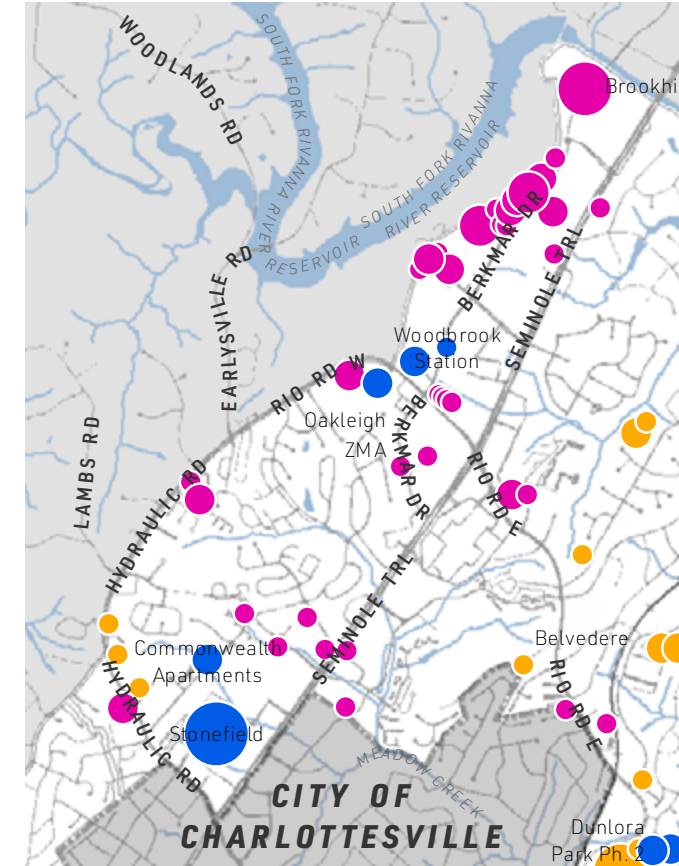 WOODLANDS RD
SOUTH FORK RIVANNA RIVER RESERVOIR
SOUTH FORK RIVANNA
RIVER RESERVOIR
Brookhi
EARLYSVILLE RD
BERKMAR DR
SEMINOLE TRL
Woodbrook
Station
RIO RD W
Oakleigh
ZMA
BERKMAR DR
LAMBS RD
HYDRAULIC RD
RIO RD E
SEMINOLE TRL
Commonwealth
Apartments
Belvedere
HYDRAULIC RD
RIO RD E
Stonefield
MEADOW CREEK
CITY OF
CHARLOTTESVILLE
Dunlora
Park Ph. 2